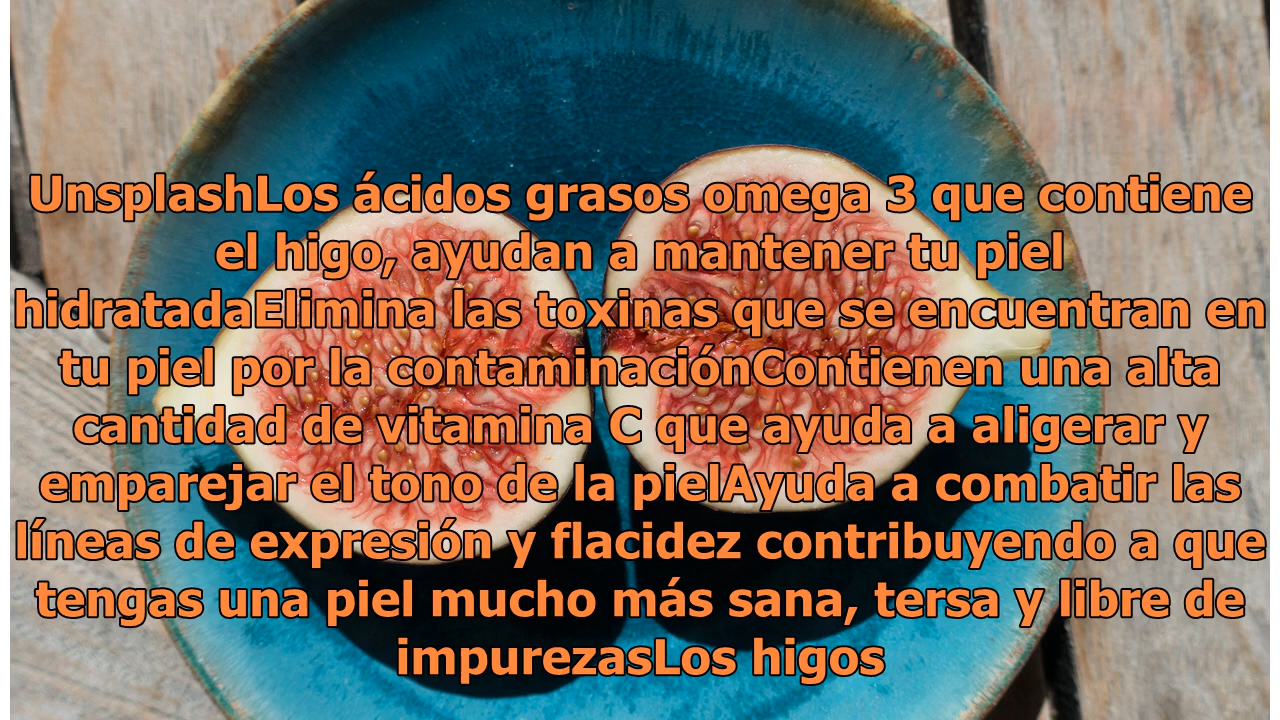 UnsplashLos ácidos grasos omega 3 que contiene
el higo, ayudan a mantener tu piel
hidratadaElimina las toxinas que se encuentran en
tu piel por la contaminaciónContienen una alta
cantidad de vitamina C que ayuda a aligerar y
emparejar el tono de la pielAyuda a combatir las
líneas de expresión y flacidez contribuyendo a que
tengas una piel mucho más sana, tersa y libre de
impurezasLos higos